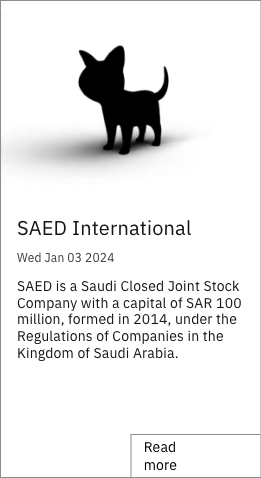 SAED International
Wed Jan 03 2024
SAED is a Saudi Closed Joint Stock
Company with a capital of SAR 100
million, formed in 2014, under the
Regulations of Companies in the
Kingdom of Saudi Arabia.
Read
more